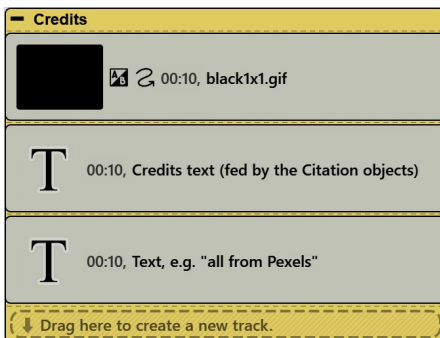 Credits
00:10, black1x1.gif
T 00:10, Credits text (fed by the Citation objects)
T 00:10, Text, e.g. "all from Pexels"
Drag here to create a new track.